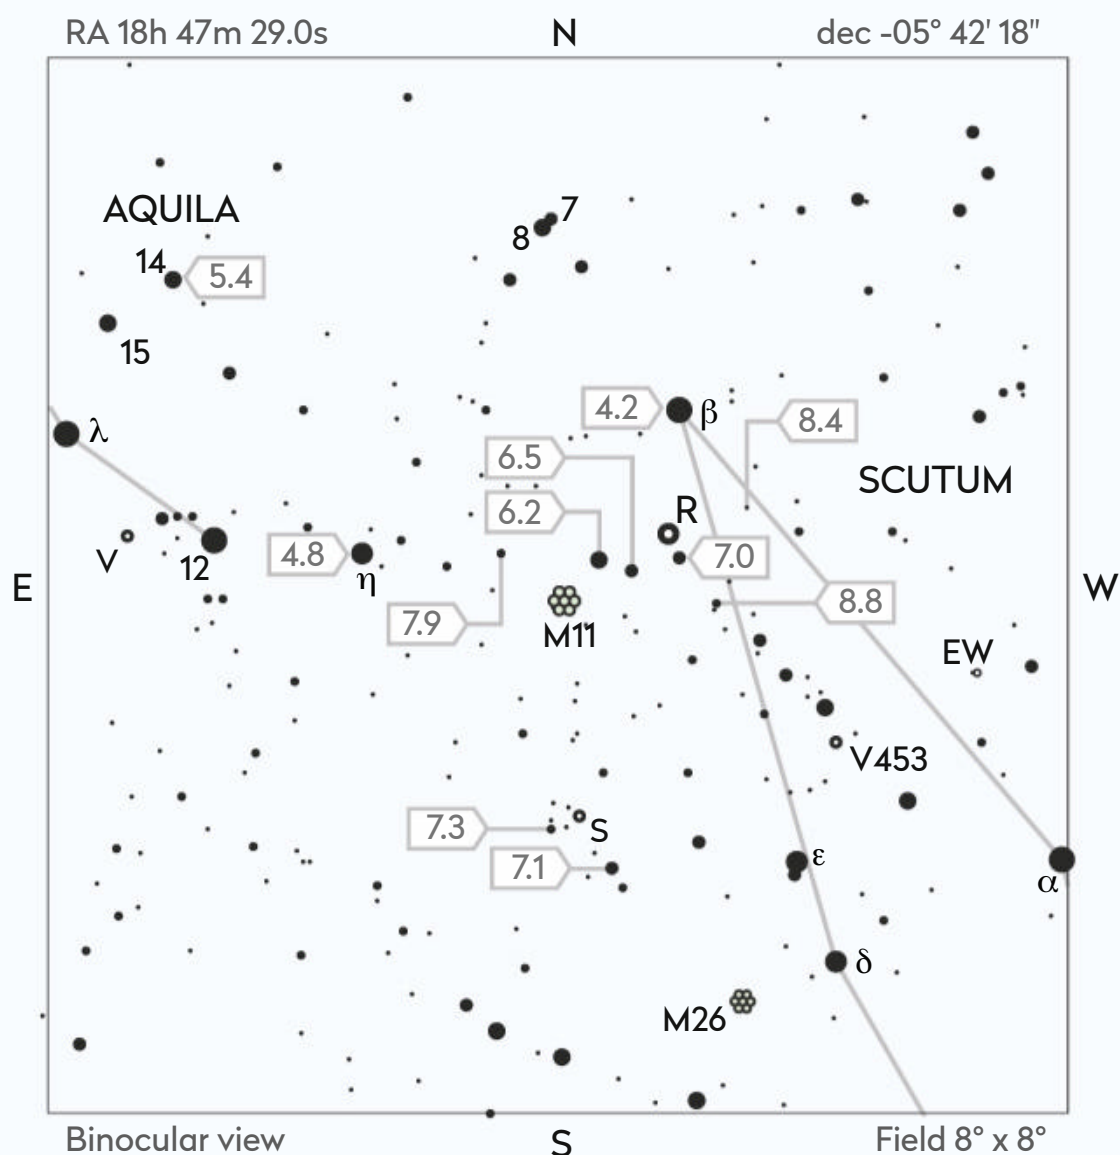 RA 18h 47m 29.0s
N
dec -05° 42' 18"
AQUILA
7
8
14
5.4
15
4.2
β
8.4
λ
6.5
SCUTUM
6.2
R
V
12
4.8
η
7.0
E
W
7.9
M11
8.8
EW
V453
7.3
S
7.1
ε
α
δ
M26
Binocular view
S
Field 8° x 8°